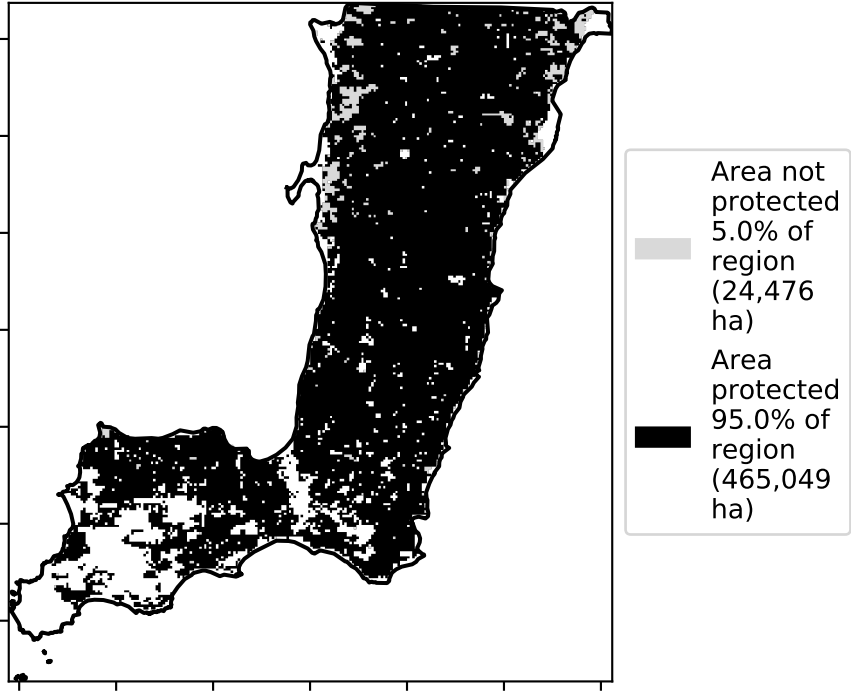 Area not
protected
5.0% of
region
(24,476
ha)
Area
protected
95.0% of
region
(465,049
ha)